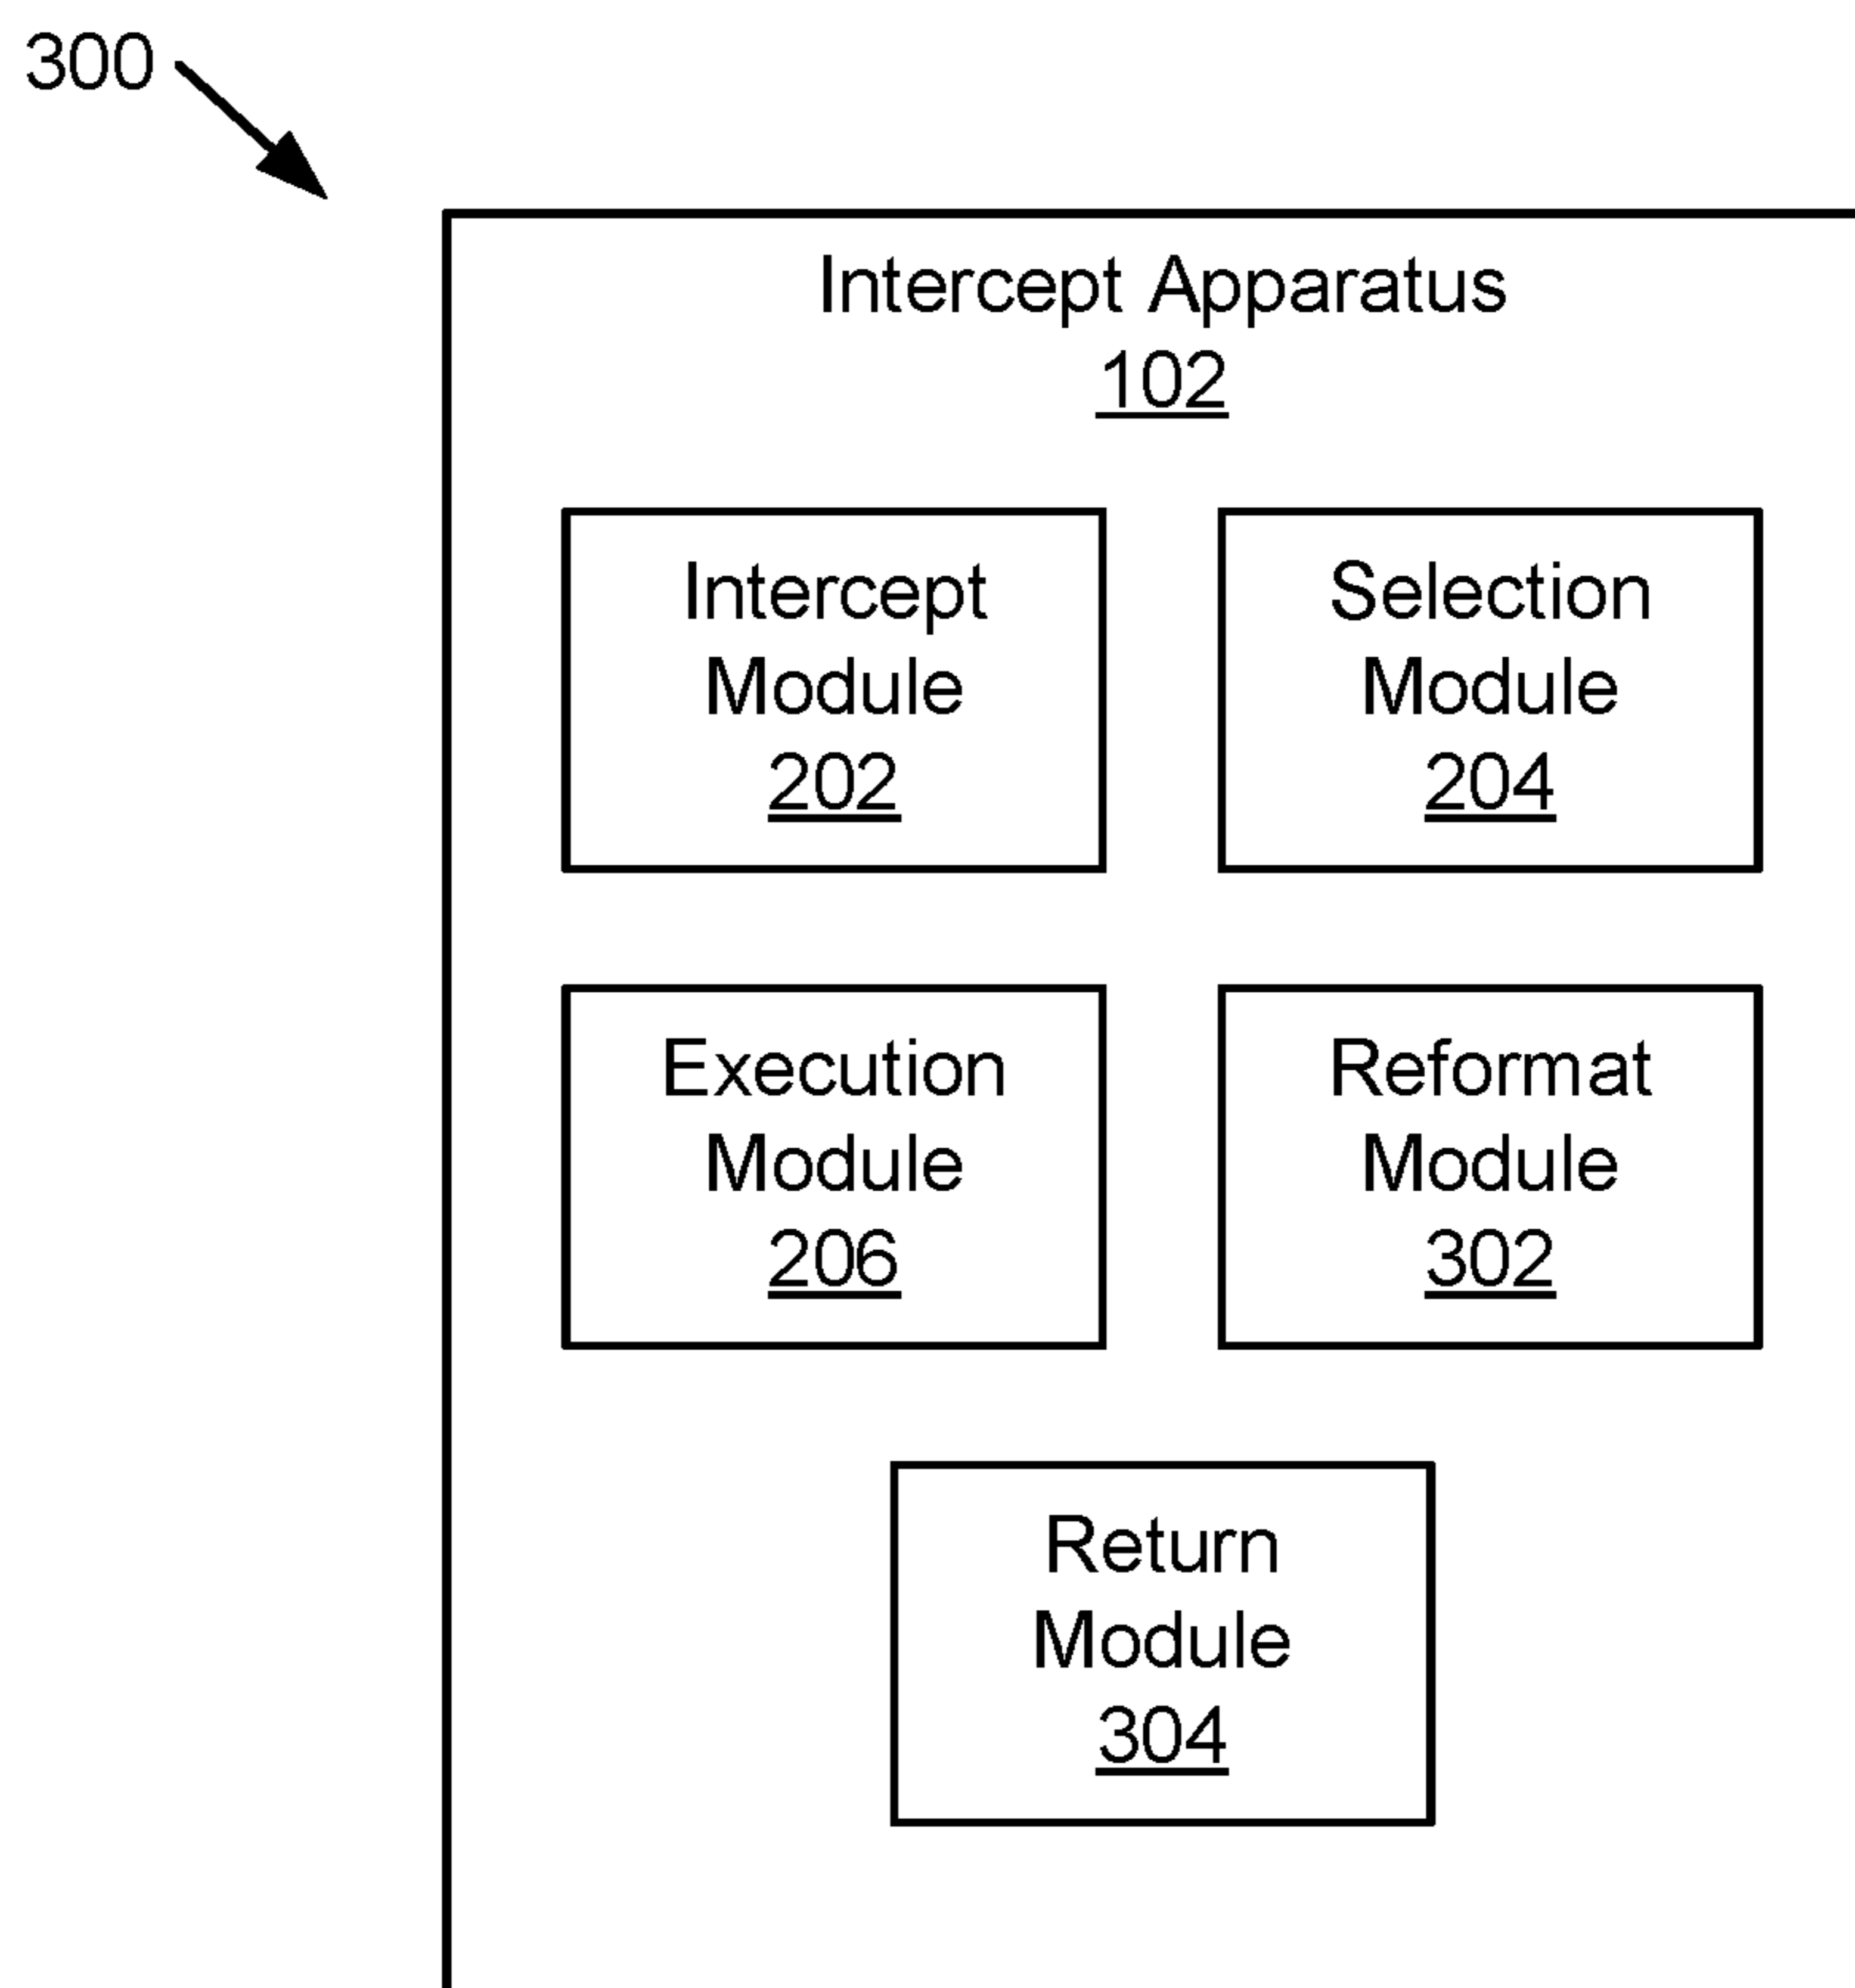 300
Intercept Apparatus
102
Intercept
Module
202
Selection
Module
204
Execution
Module
206
Reformat
Module
302
Return
Module
304